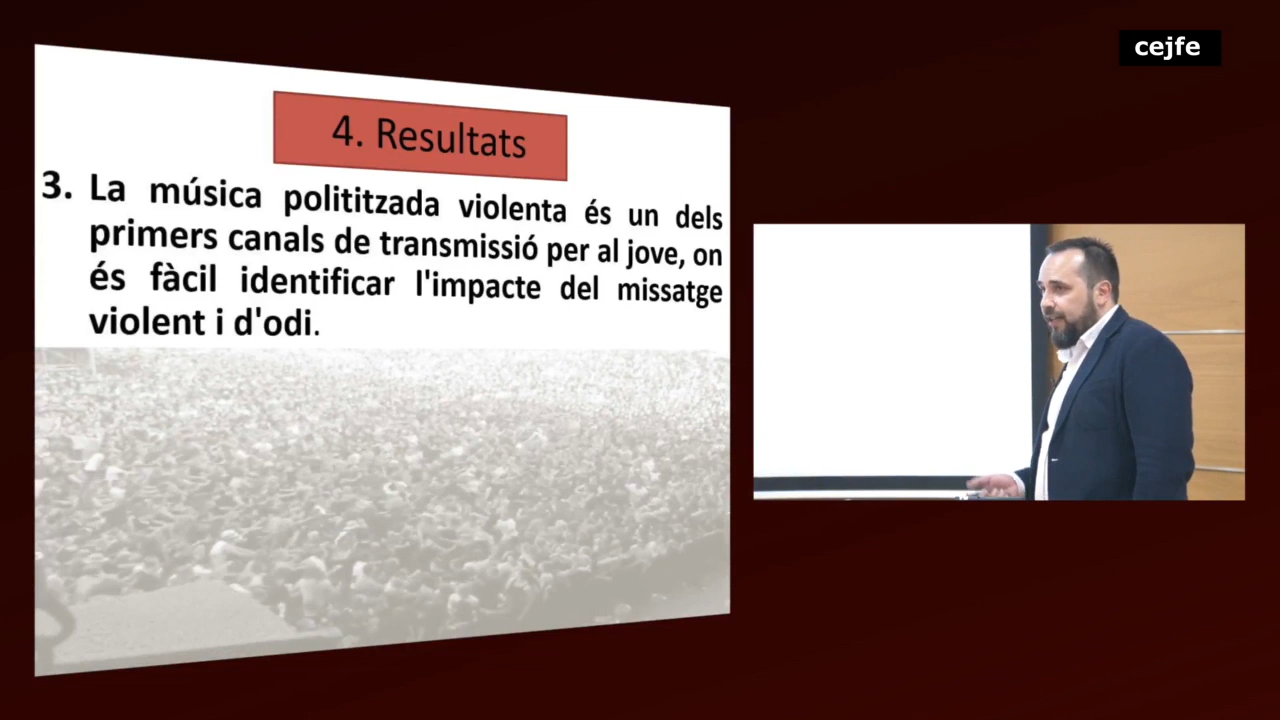 cejfe
4. Resultats
3. La música polititzada violenta és un dels
primers canals de transmissió per al jove, on
és fàcil identificar l'impacte del missatge
violent i d'odi.